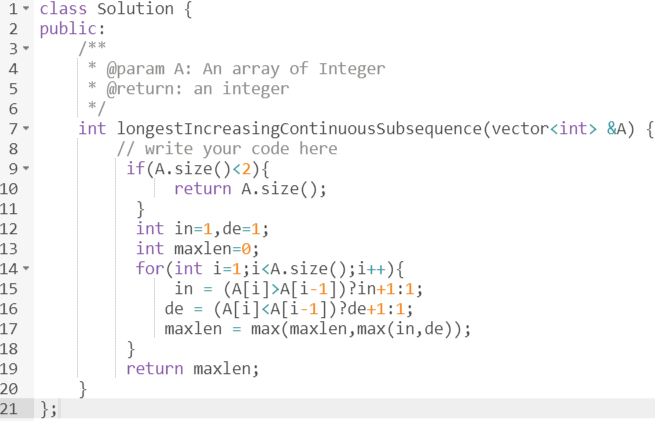 1 class Solution {
2 public:
3     /**
4      * @param A: An array of Integer
5      * @return: an integer
6      */
7     int longestIncreasingContinuousSubsequence(vector<int> &A) {
8         // write your code here
9          if(A.size()<2){
10              return A.size();
11          }
12          int in=1,de=1;
13          int maxlen=0;
14          for(int i=1;i<A.size();i++){
15              in = (A[i]>A[i-1])?in+1:1;
16             de = (A[i]<A[i-1])?de+1:1;
17             maxlen = max(maxlen,max(in,de));
18         }
19         return maxlen;
20     }
21 };